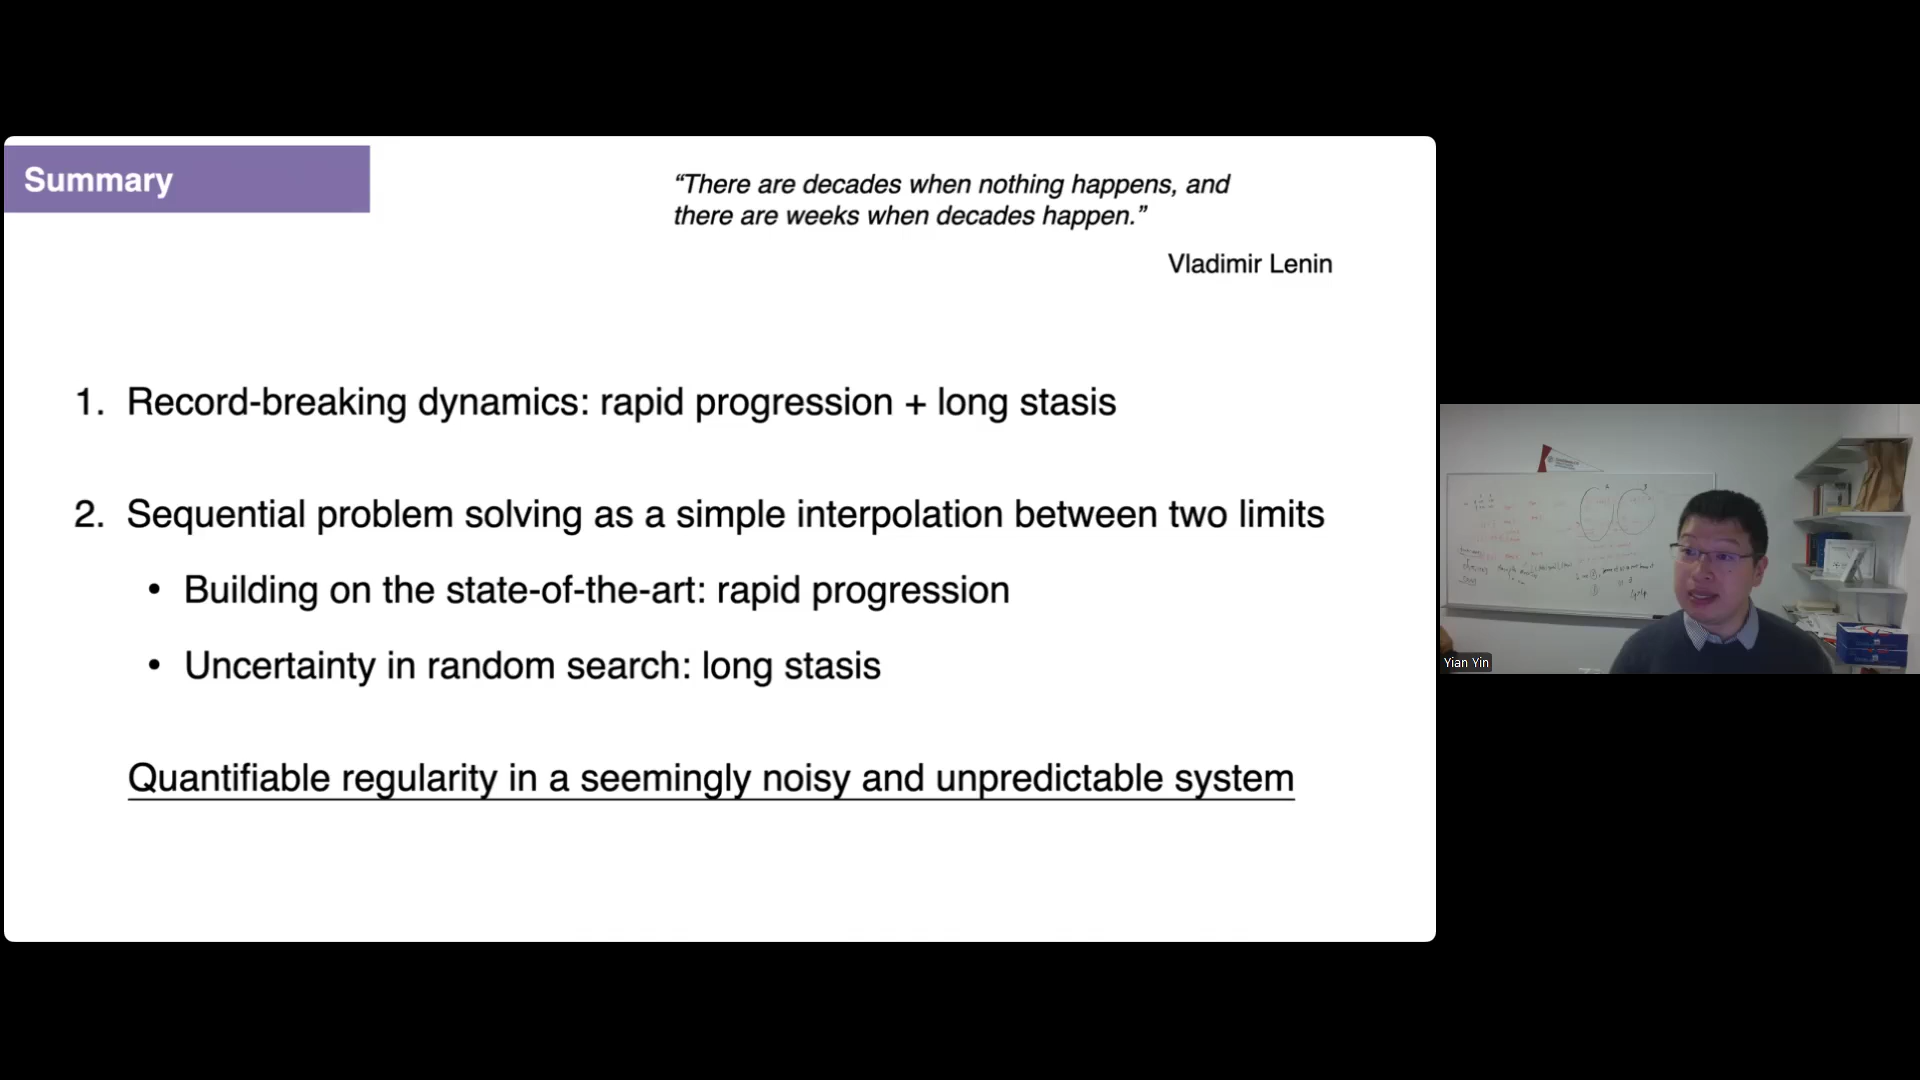 Summary
“There are decades when nothing happens, and
there are weeks when decades happen.”
Vladimir Lenin
1. Record-breaking dynamics: rapid progression + long stasis
2. Sequential problem solving as a simple interpolation between two limits
• Building on the state-of-the-art: rapid progression
• Uncertainty in random search: long stasis
Quantifiable regularity in a seemingly noisy and unpredictable system
Yian Yin